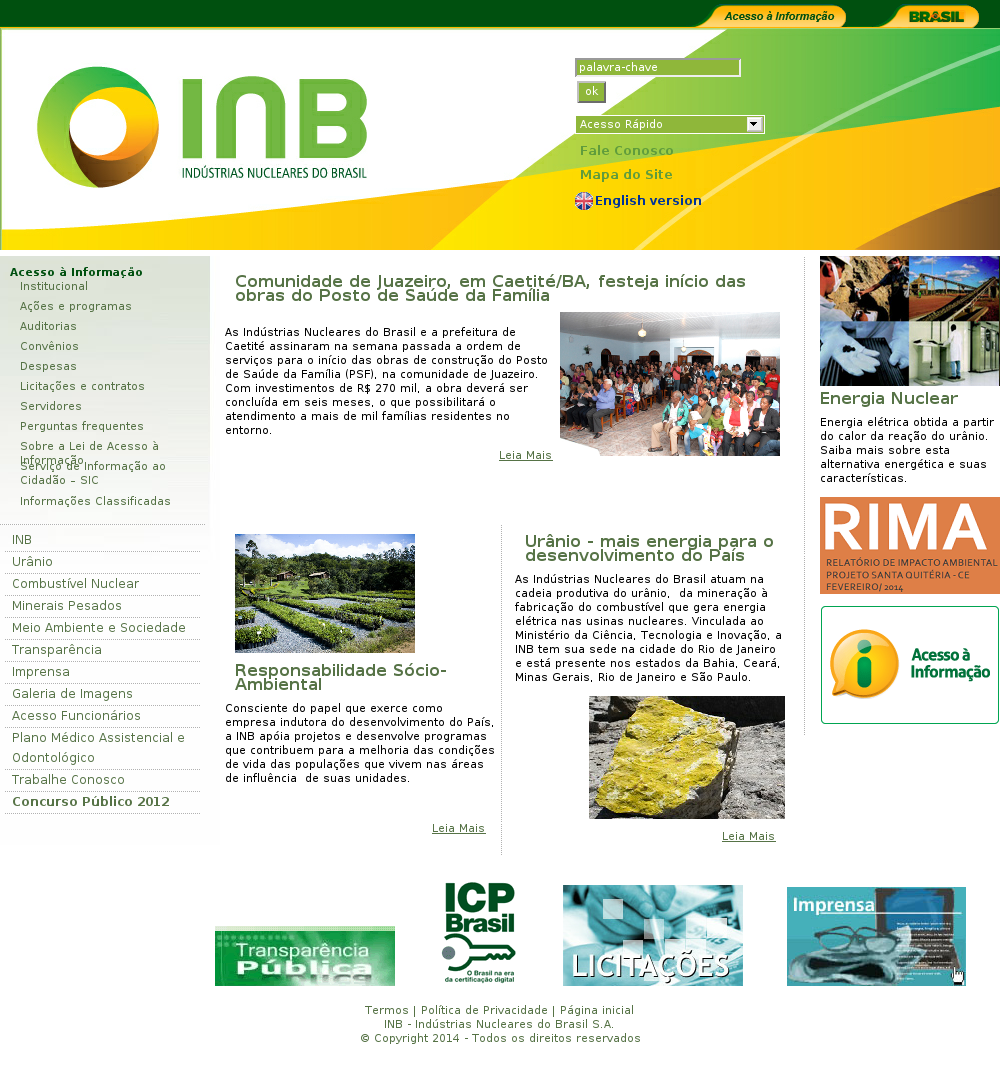 Acesso à Informação
BRASIL
INB
INDÚSTRIAS NUCLEARES DO BRASIL
palavra-chave
ok
Acesso Rápido
Fale Conosco
Mapa do Site
English version
Acesso à Informação
Institucional
Ações e programas
Auditorias
Convênios
Despesas
Licitações e contratos
Servidores
Perguntas frequentes
Sobre a Lei de Acesso à
Informação
Serviço de Informação ao
Cidadão – SIC
Informações Classificadas
INB
Urânio
Combustível Nuclear
Minerais Pesados
Meio Ambiente e Sociedade
Transparência
Imprensa
Galeria de Imagens
Acesso Funcionários
Plano Médico Assistencial e
Odontológico
Trabalhe Conosco
Concurso Público 2012
Comunidade de Juazeiro, em Caetité/BA, festeja início das
obras do Posto de Saúde da Família
As Indústrias Nucleares do Brasil e a prefeitura de
Caetité assinaram na semana passada a ordem de
serviços para o início das obras de construção do Posto
de Saúde da Família (PSF), na comunidade de Juazeiro.
Com investimentos de R$ 270 mil, a obra deverá ser
concluída em seis meses, o que possibilitará o
atendimento a mais de mil famílias residentes no
entorno.
Leia Mais
Responsabilidade Sócio-
Ambiental
Consciente do papel que exerce como
empresa indutora do desenvolvimento do País,
a INB apóia projetos e desenvolve programas
que contribuem para a melhoria das condições
de vida das populações que vivem nas áreas
de influência  de suas unidades.
Leia Mais
Urânio - mais energia para o
desenvolvimento do País
As Indústrias Nucleares do Brasil atuam na
cadeia produtiva do urânio,  da mineração à
fabricação do combustível que gera energia
elétrica nas usinas nucleares. Vinculada ao
Ministério da Ciência, Tecnologia e Inovação, a
INB tem sua sede na cidade do Rio de Janeiro
e está presente nos estados da Bahia, Ceará,
Minas Gerais, Rio de Janeiro e São Paulo.
Leia Mais
Energia Nuclear
Energia elétrica obtida a partir
do calor da reação do urânio.
Saiba mais sobre esta
alternativa energética e suas
características.
RIMA
RELATÓRIO DE IMPACTO AMBIENTAL
PROJETO SANTA QUITÉRIA - CE
FEVEREIRO/ 2014
Acesso à
Informação
Transparência
Pública
ICP
Brasil
O Brasil na era
da certificação digital
LICITAÇÕES
Imprensa
Termos | Política de Privacidade | Página inicial
INB - Indústrias Nucleares do Brasil S.A.
© Copyright 2014 - Todos os direitos reservados